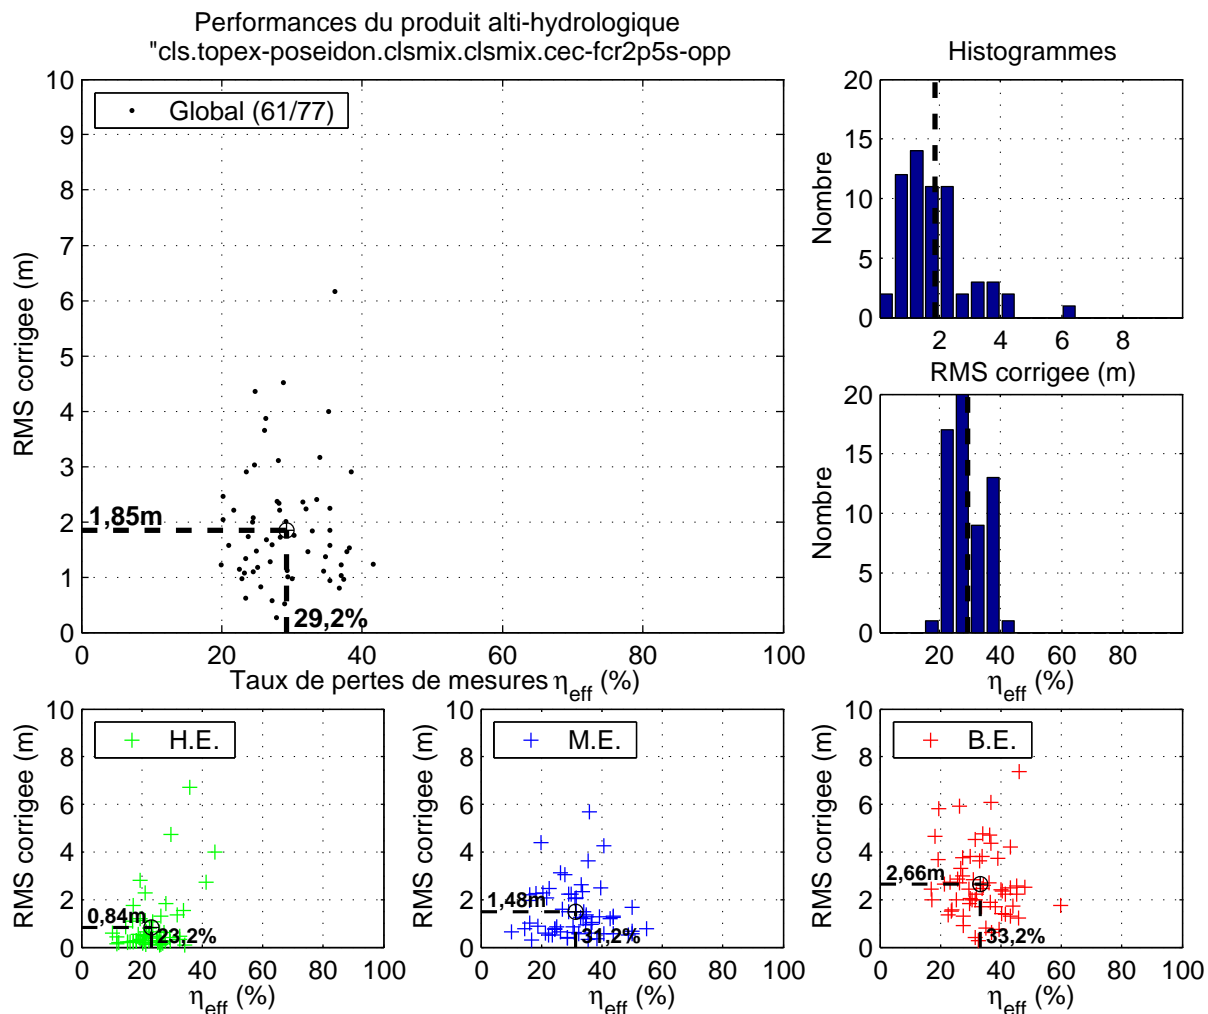 Performances du produit alti-hydrologique
"cls.topex-poseidon.clsmix.clsmix.cec-fcr2p5s-opp
10
9
8
7
6
5
4
3
2
1
0
RMS corrigee (m)
Global (61/77)
1,85m
29,2%
0 20 40 60 80 100
Taux de pertes de mesures η_eff (%)
Histogrammes
20
15
10
5
0
Nombre
2 4 6 8
RMS corrigee (m)
20
15
10
5
0
Nombre
20 40 60 80
η_eff (%)
10
8
6
4
2
0
RMS corrigee (m)
H.E.
0,84m
23,2%
0 20 40 60 80 100
η_eff (%)
10
8
6
4
2
0
RMS corrigee (m)
M.E.
1,48m
31,2%
0 20 40 60 80 100
η_eff (%)
10
8
6
4
2
0
RMS corrigee (m)
B.E.
2,66m
33,2%
0 20 40 60 80 100
η_eff (%)